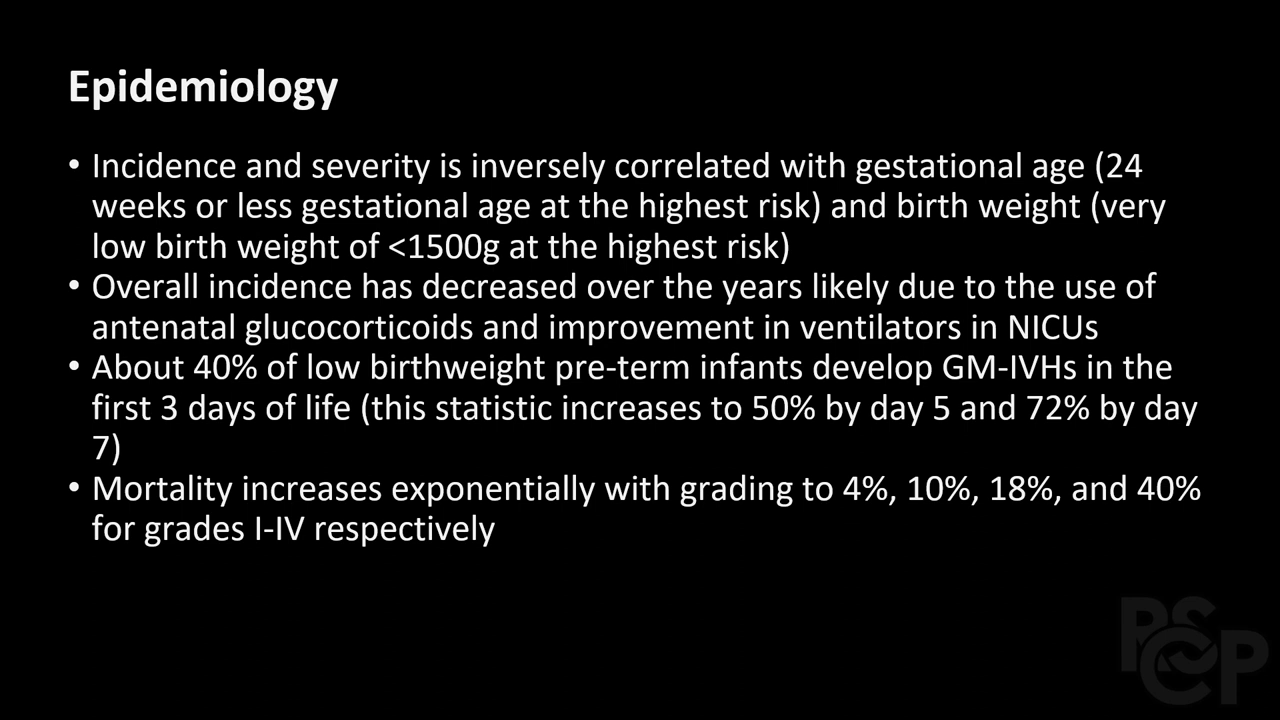 Epidemiology
• Incidence and severity is inversely correlated with gestational age (24
weeks or less gestational age at the highest risk) and birth weight (very
low birth weight of <1500g at the highest risk)
• Overall incidence has decreased over the years likely due to the use of
antenatal glucocorticoids and improvement in ventilators in NICUs
• About 40% of low birthweight pre-term infants develop GM-IVHs in the
first 3 days of life (this statistic increases to 50% by day 5 and 72% by day
7)
• Mortality increases exponentially with grading to 4%, 10%, 18%, and 40%
for grades I-IV respectively
PSCP